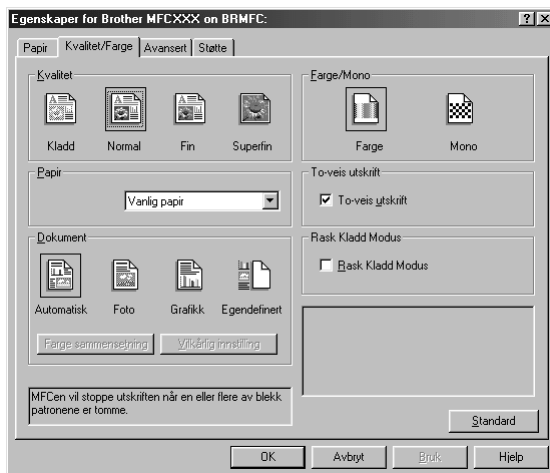 Egenskaper for Brother MFCXXX on BRMFC:
Papir Kvalitet/Farge Avansert Støtte
Kvalitet
Kladd Normal Fin Superfin
Farge/Mono
Farge Mono
Papir
Vanlig papir
To-veis utskrift
To-veis utskrift
Dokument
Automatisk Foto Grafikk Egendefinert
Farge sammensetning Vilkårlig innstilling
Rask Kladd Modus
Rask Kladd Modus
MFCen vil stoppe utskriften når en eller flere av blekk
patronene er tomme.
Standard
OK Avbryt Bruk Hjelp